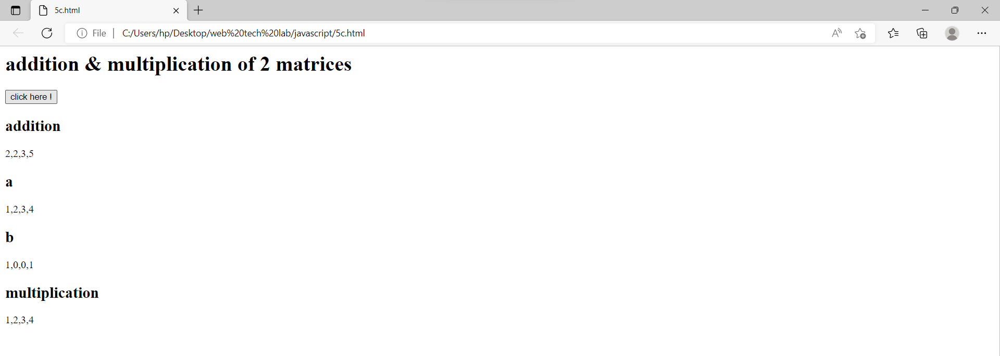 5c.html
File
C:/Users/hp/Desktop/web%20tech%20lab/javascript/5c.html
addition & multiplication of 2 matrices
click here !
addition
2,2,3,5
a
1,2,3,4
b
1,0,0,1
multiplication
1,2,3,4